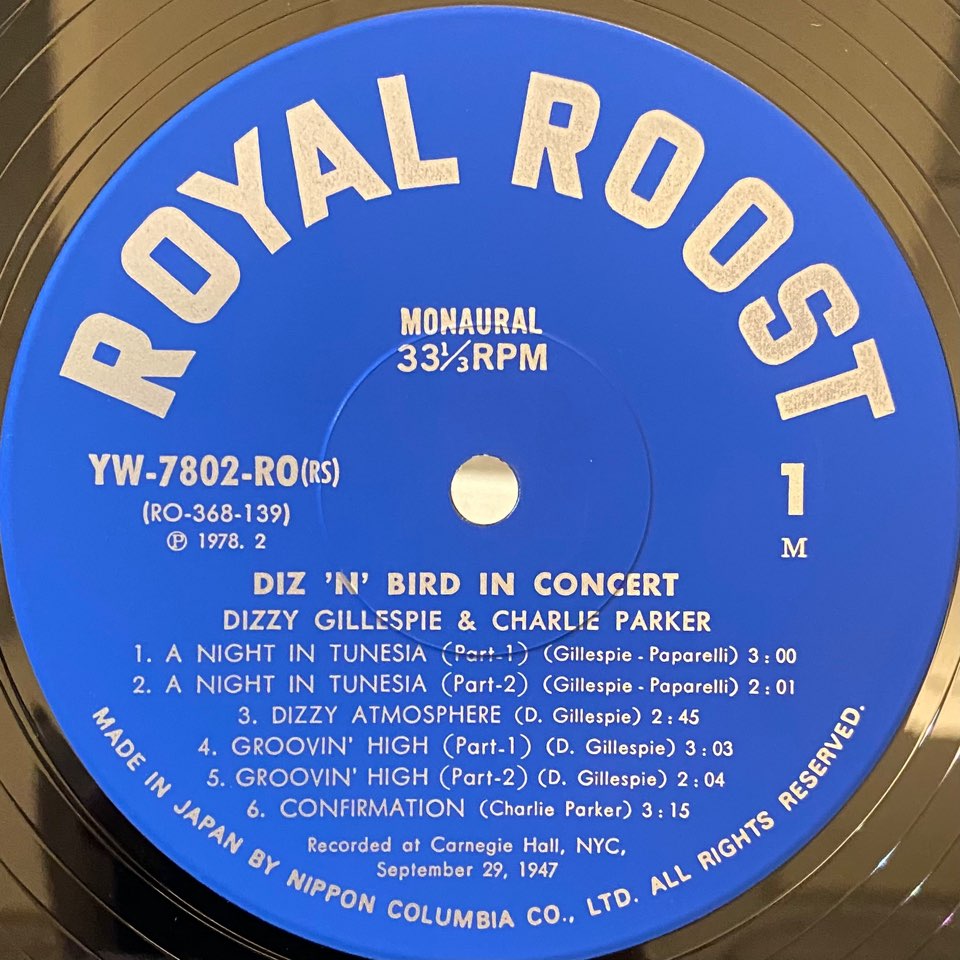 ROYAL ROOST
MONAURAL
33⅓RPM
YW-7802-RO(RS)
(RO-368-139)
Ⓟ 1978. 2
1
M
DIZ 'N' BIRD IN CONCERT
DIZZY GILLESPIE & CHARLIE PARKER
1. A NIGHT IN TUNESIA (Part-1) (Gillespie - Paparelli) 3:00
2. A NIGHT IN TUNESIA (Part-2) (Gillespie - Paparelli) 2:01
3. DIZZY ATMOSPHERE (D. Gillespie) 2:45
4. GROOVIN' HIGH (Part-1) (D. Gillespie) 3:03
5. GROOVIN' HIGH (Part-2) (D. Gillespie) 2:04
6. CONFIRMATION (Charlie Parker) 3:15
Recorded at Carnegie Hall, NYC,
September 29, 1947
MADE IN JAPAN BY NIPPON COLUMBIA CO., LTD. ALL RIGHTS RESERVED.